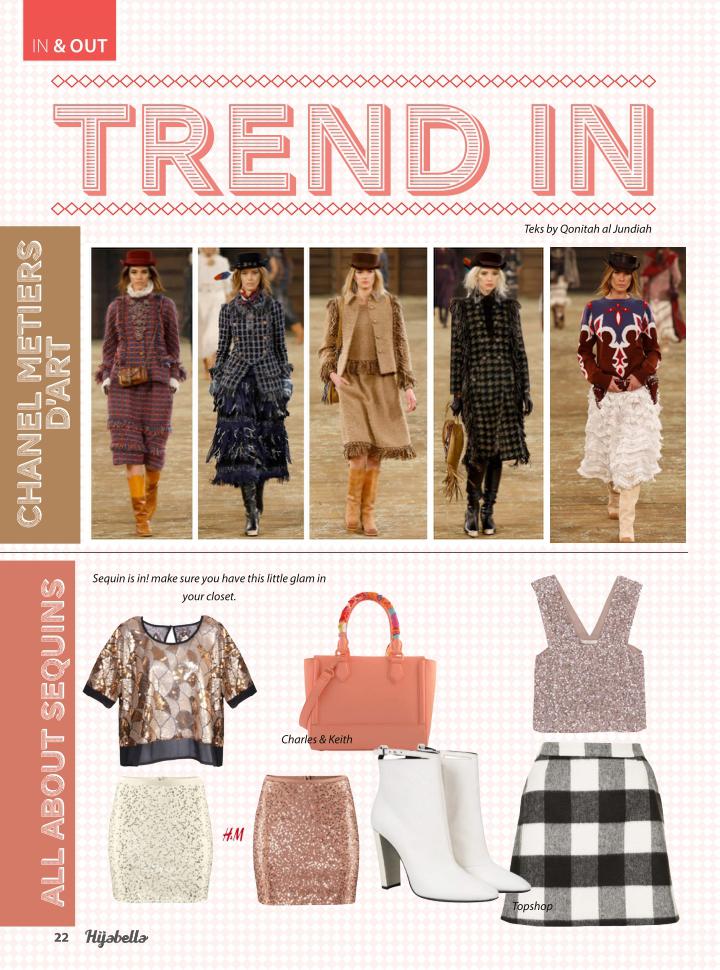 IN & OUT
TREND IN
Teks by Qonitah al Jundiah
CHANEL METIERS
D'ART
ALL ABOUT SEQUINS
Sequin is in! make sure you have this little glam in
your closet.
Charles & Keith
H&M
Topshop
22 Hijabella